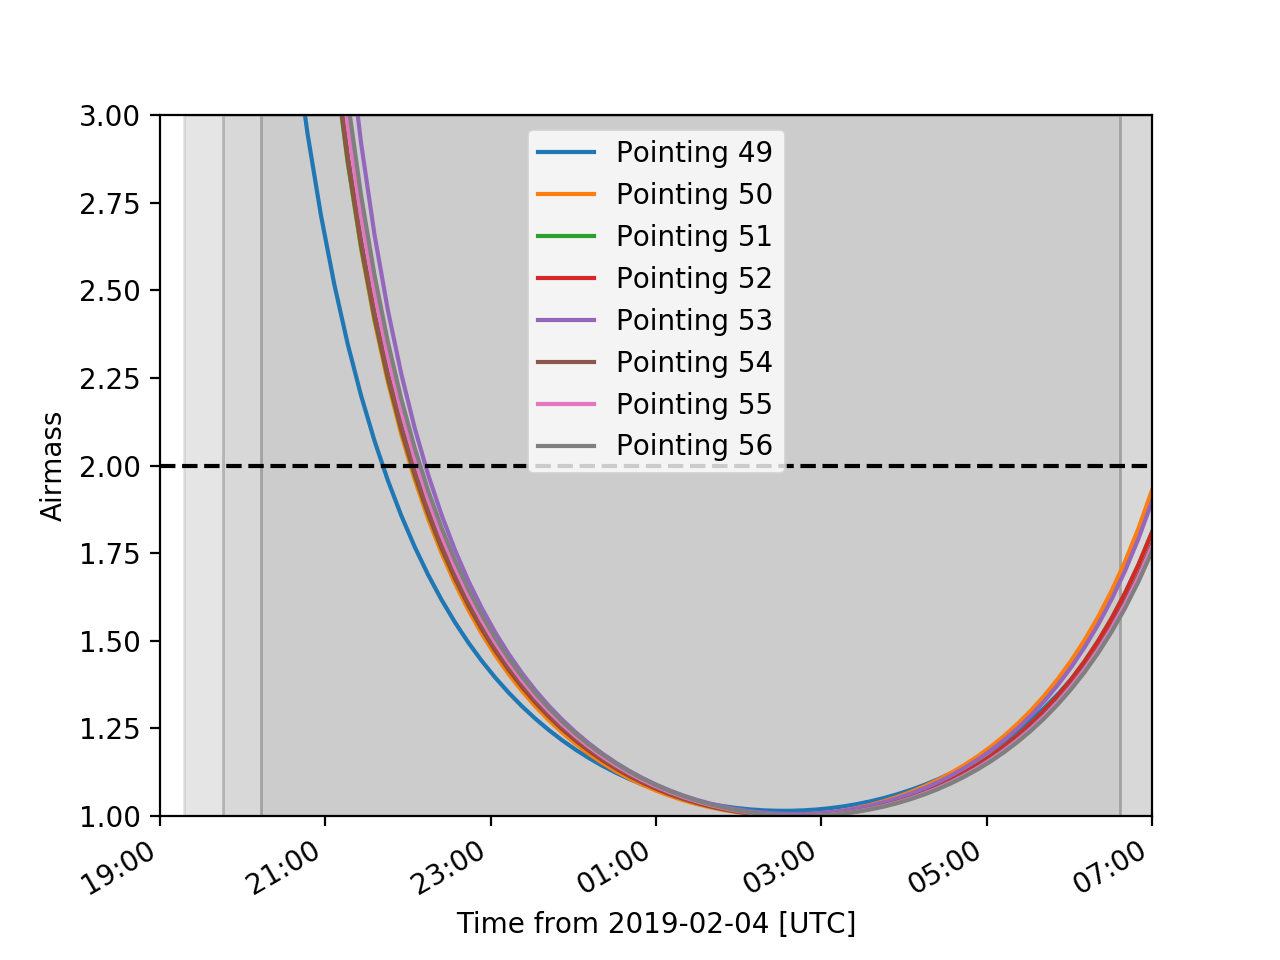 3.00
2.75
2.50
2.25
2.00
1.75
1.50
1.25
1.00
Airmass
Pointing 49
Pointing 50
Pointing 51
Pointing 52
Pointing 53
Pointing 54
Pointing 55
Pointing 56
19:00 21:00 23:00 01:00 03:00 05:00 07:00
Time from 2019-02-04 [UTC]